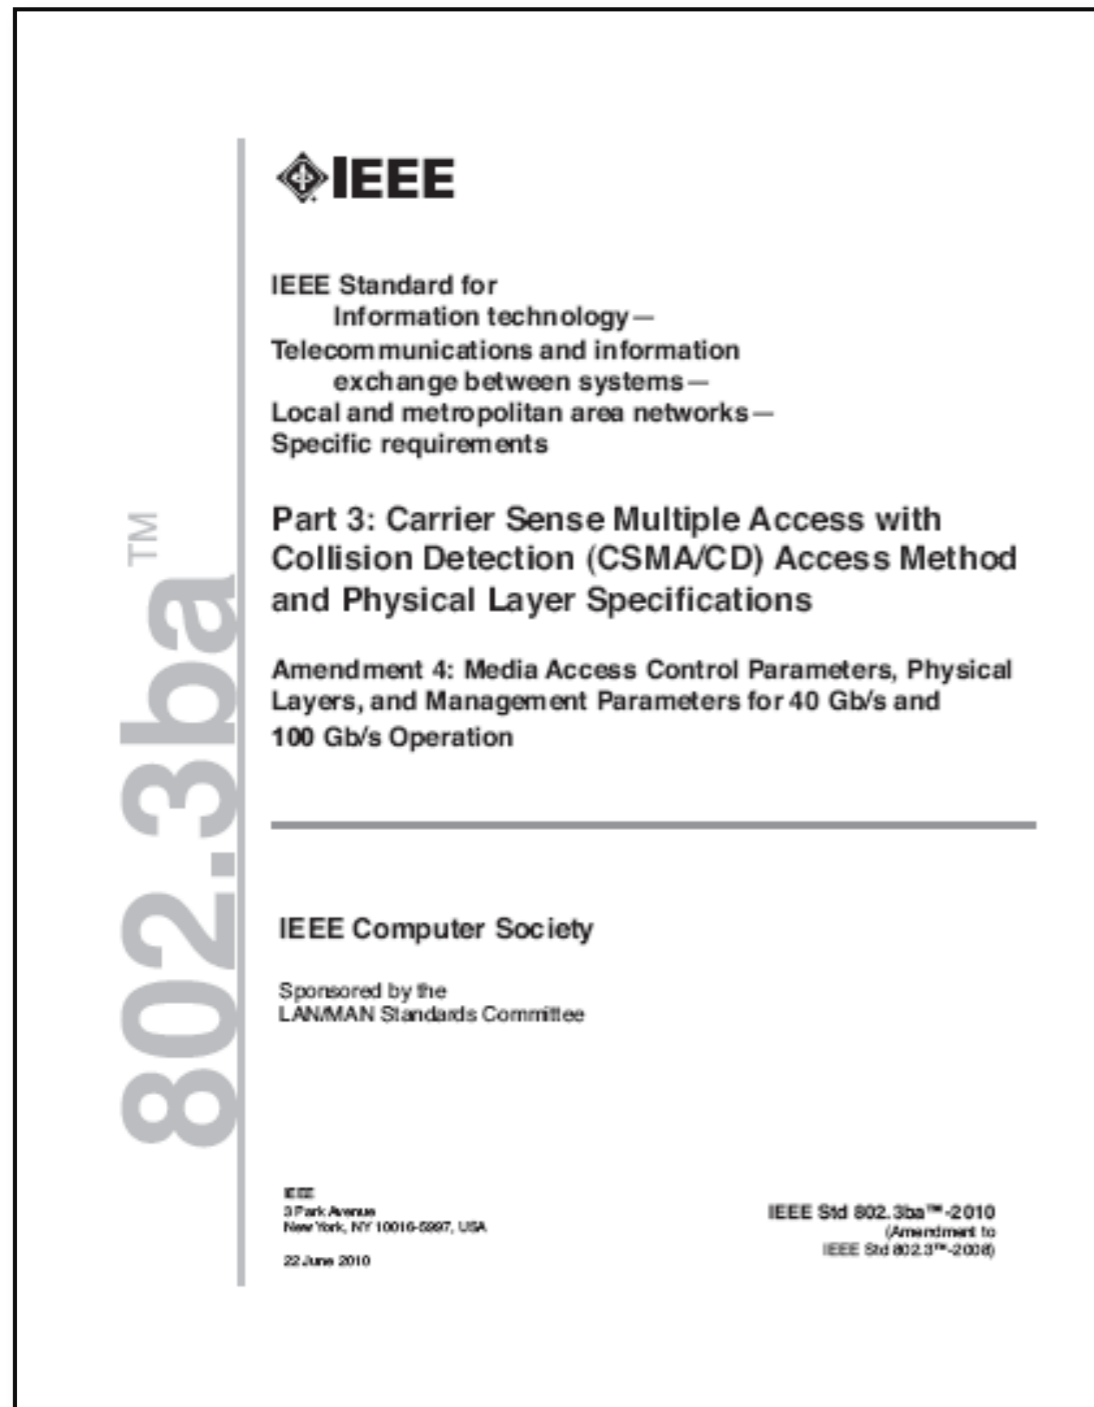 IEEE
IEEE Standard for
Information technology—
Telecommunications and information
exchange between systems—
Local and metropolitan area networks—
Specific requirements
Part 3: Carrier Sense Multiple Access with
Collision Detection (CSMA/CD) Access Method
and Physical Layer Specifications
Amendment 4: Media Access Control Parameters, Physical
Layers, and Management Parameters for 40 Gb/s and
100 Gb/s Operation
802.3ba™
IEEE Computer Society
Sponsored by the
LAN/MAN Standards Committee
IEEE
3 Park Avenue
New York, NY 10016-5997, USA
22 June 2010
IEEE Std 802.3ba™-2010
(Amendment to
IEEE Std 802.3™-2008)